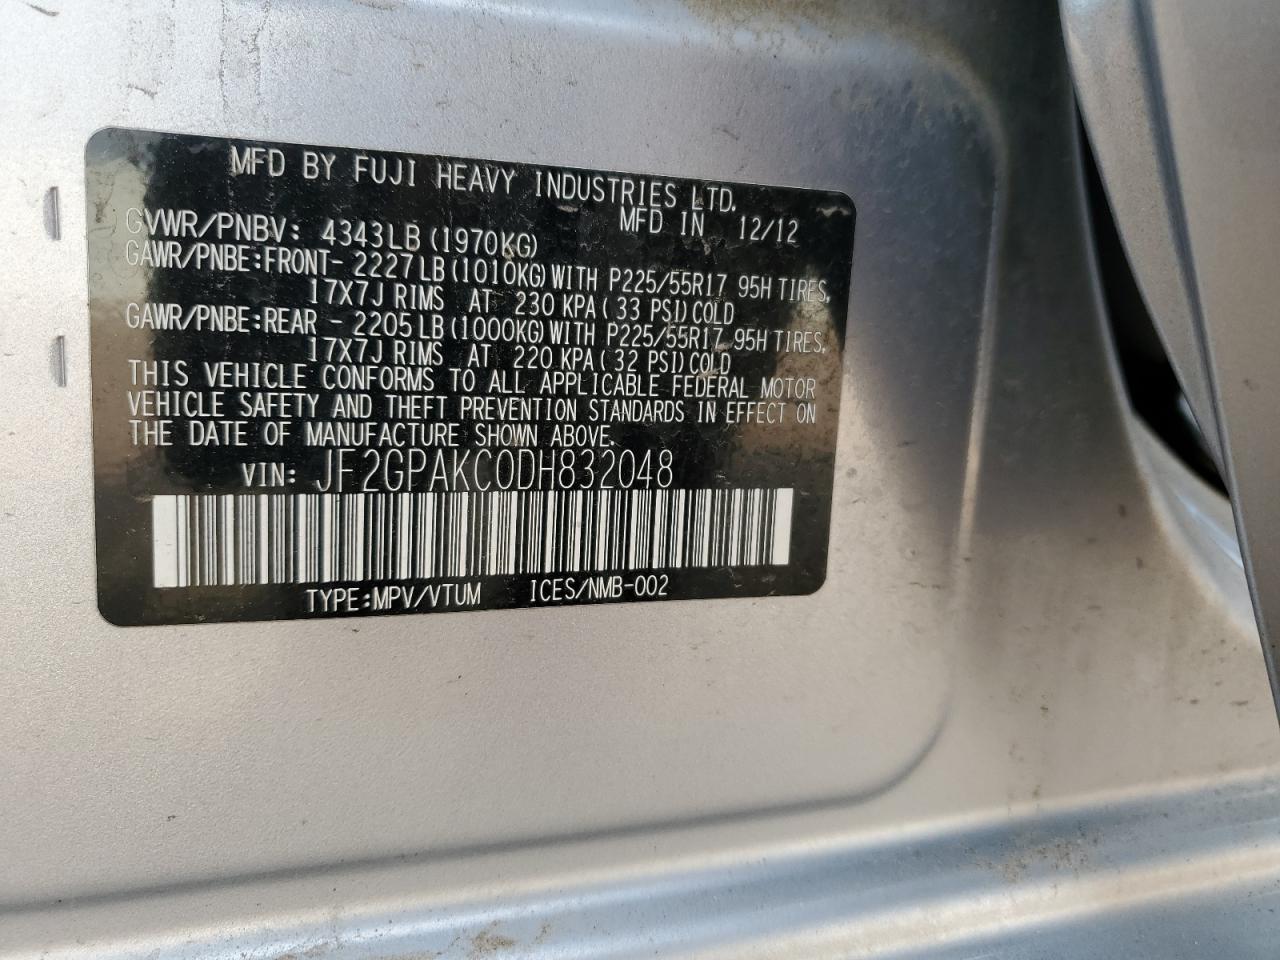 MFD BY FUJI HEAVY INDUSTRIES LTD.
MFD IN 12/12
GVWR/PNBV: 4343LB(1970KG)
GAWR/PNBE:FRONT- 2227LB(1010KG)WITH P225/55R17 95H TIRES,
17X7J RIMS AT 230 KPA( 33 PSI)COLD
GAWR/PNBE:REAR - 2205LB(1000KG)WITH P225/55R17 95H TIRES,
17X7J RIMS AT 220 KPA( 32 PSI)COLD
THIS VEHICLE CONFORMS TO ALL APPLICABLE FEDERAL MOTOR
VEHICLE SAFETY AND THEFT PREVENTION STANDARDS IN EFFECT ON
THE DATE OF MANUFACTURE SHOWN ABOVE.
VIN: JF2GPAKC0DH832048
TYPE:MPV/VTUM ICES/NMB-002